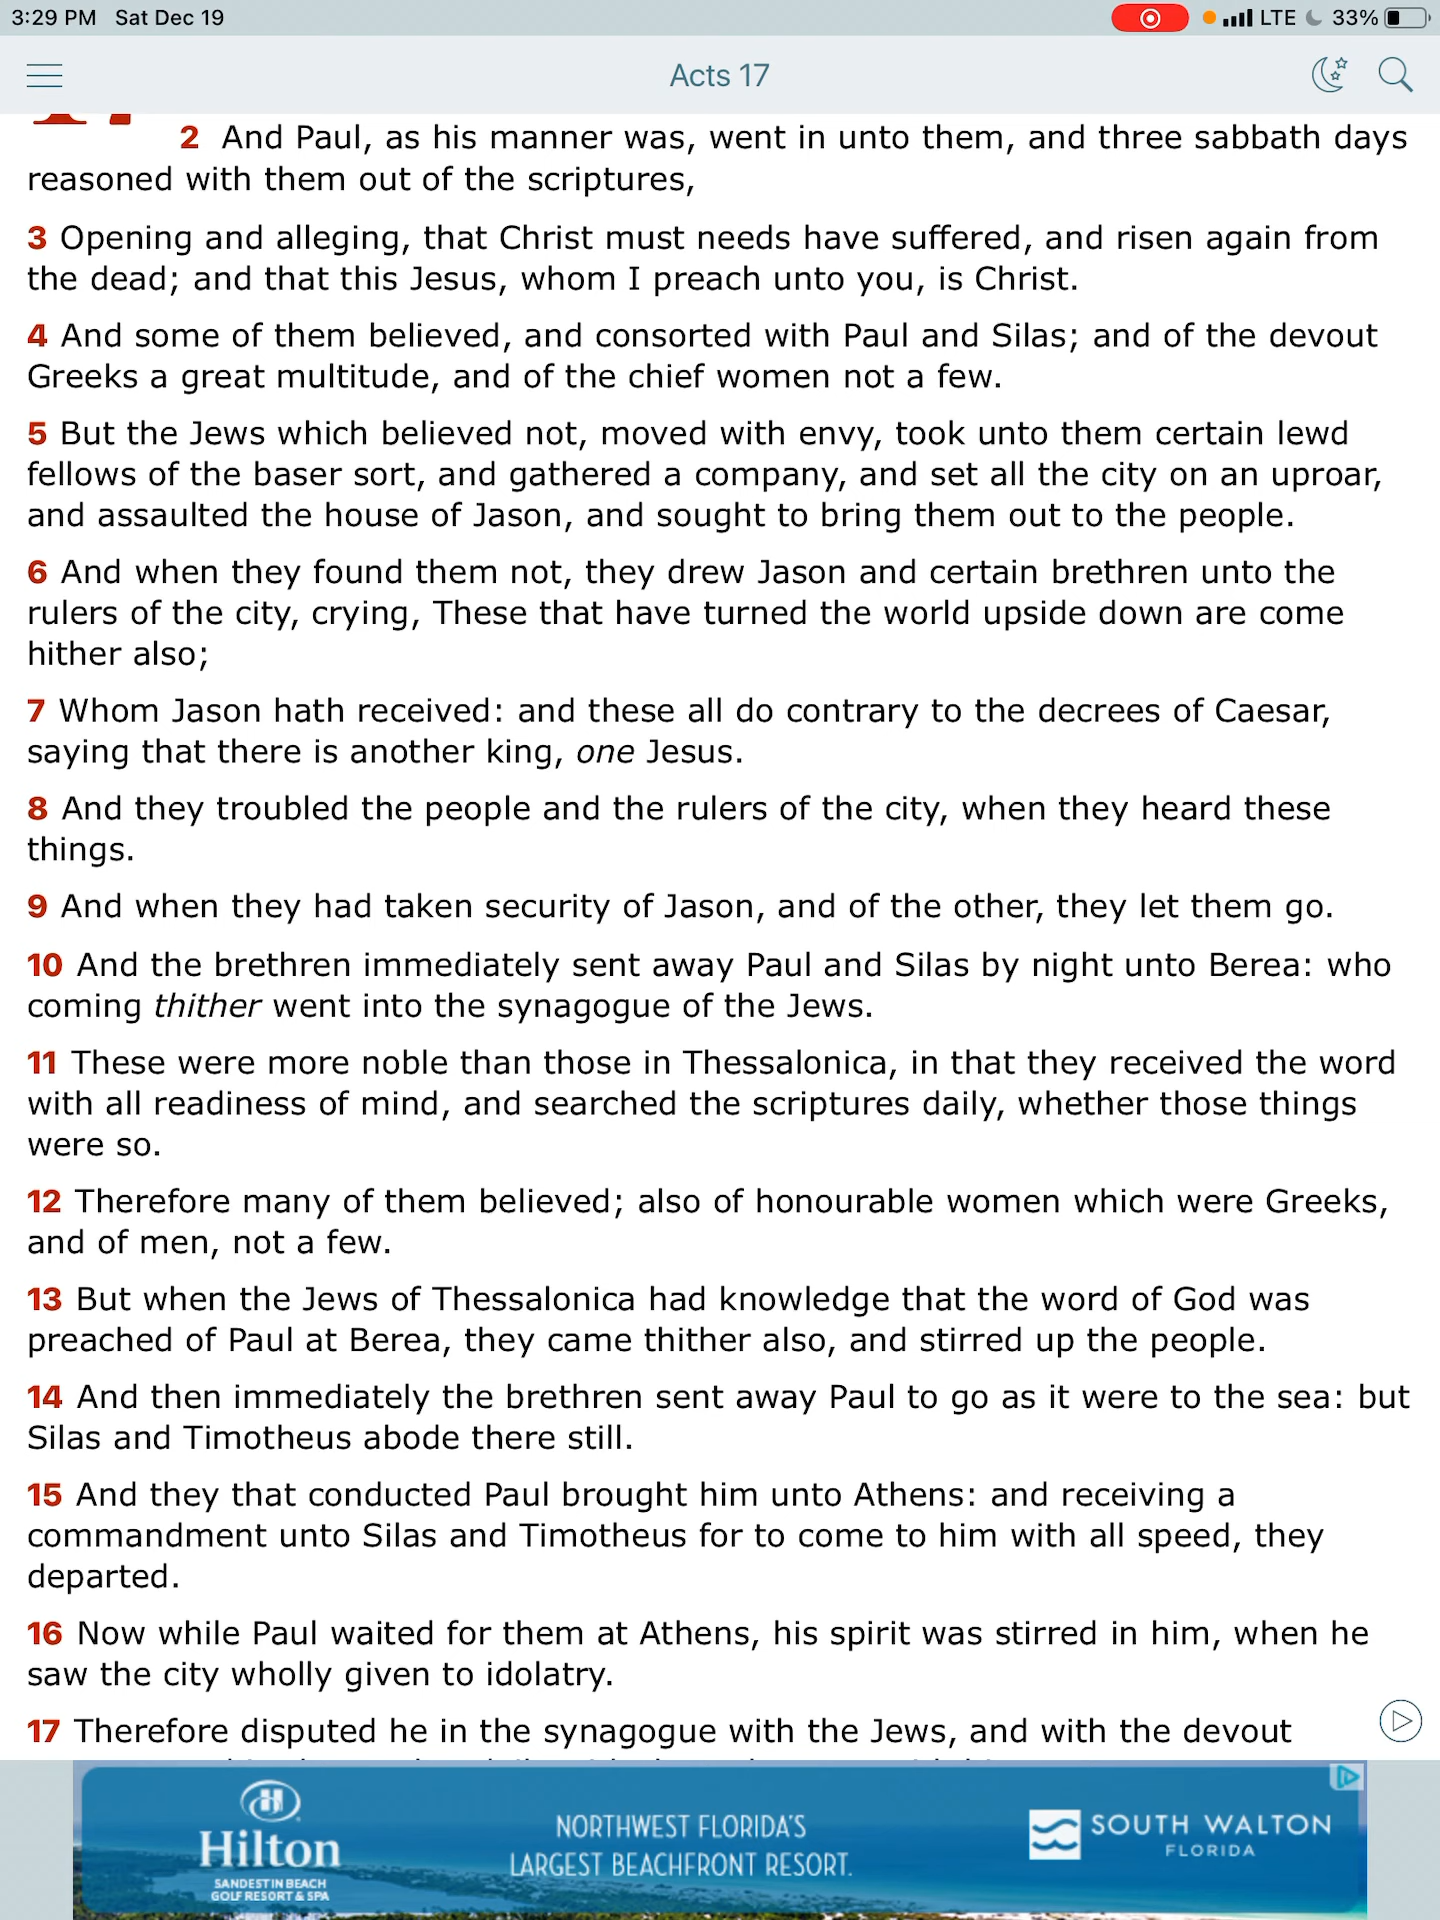 3:29 PM Sat Dec 19 LTE 33%
Acts 17
2 And Paul, as his manner was, went in unto them, and three sabbath days
reasoned with them out of the scriptures,
3 Opening and alleging, that Christ must needs have suffered, and risen again from
the dead; and that this Jesus, whom I preach unto you, is Christ.
4 And some of them believed, and consorted with Paul and Silas; and of the devout
Greeks a great multitude, and of the chief women not a few.
5 But the Jews which believed not, moved with envy, took unto them certain lewd
fellows of the baser sort, and gathered a company, and set all the city on an uproar,
and assaulted the house of Jason, and sought to bring them out to the people.
6 And when they found them not, they drew Jason and certain brethren unto the
rulers of the city, crying, These that have turned the world upside down are come
hither also;
7 Whom Jason hath received: and these all do contrary to the decrees of Caesar,
saying that there is another king, one Jesus.
8 And they troubled the people and the rulers of the city, when they heard these
things.
9 And when they had taken security of Jason, and of the other, they let them go.
10 And the brethren immediately sent away Paul and Silas by night unto Berea: who
coming thither went into the synagogue of the Jews.
11 These were more noble than those in Thessalonica, in that they received the word
with all readiness of mind, and searched the scriptures daily, whether those things
were so.
12 Therefore many of them believed; also of honourable women which were Greeks,
and of men, not a few.
13 But when the Jews of Thessalonica had knowledge that the word of God was
preached of Paul at Berea, they came thither also, and stirred up the people.
14 And then immediately the brethren sent away Paul to go as it were to the sea: but
Silas and Timotheus abode there still.
15 And they that conducted Paul brought him unto Athens: and receiving a
commandment unto Silas and Timotheus for to come to him with all speed, they
departed.
16 Now while Paul waited for them at Athens, his spirit was stirred in him, when he
saw the city wholly given to idolatry.
17 Therefore disputed he in the synagogue with the Jews, and with the devout
H
Hilton
SANDESTIN BEACH
GOLF RESORT & SPA
NORTHWEST FLORIDA'S
LARGEST BEACHFRONT RESORT.
SOUTH WALTON
FLORIDA